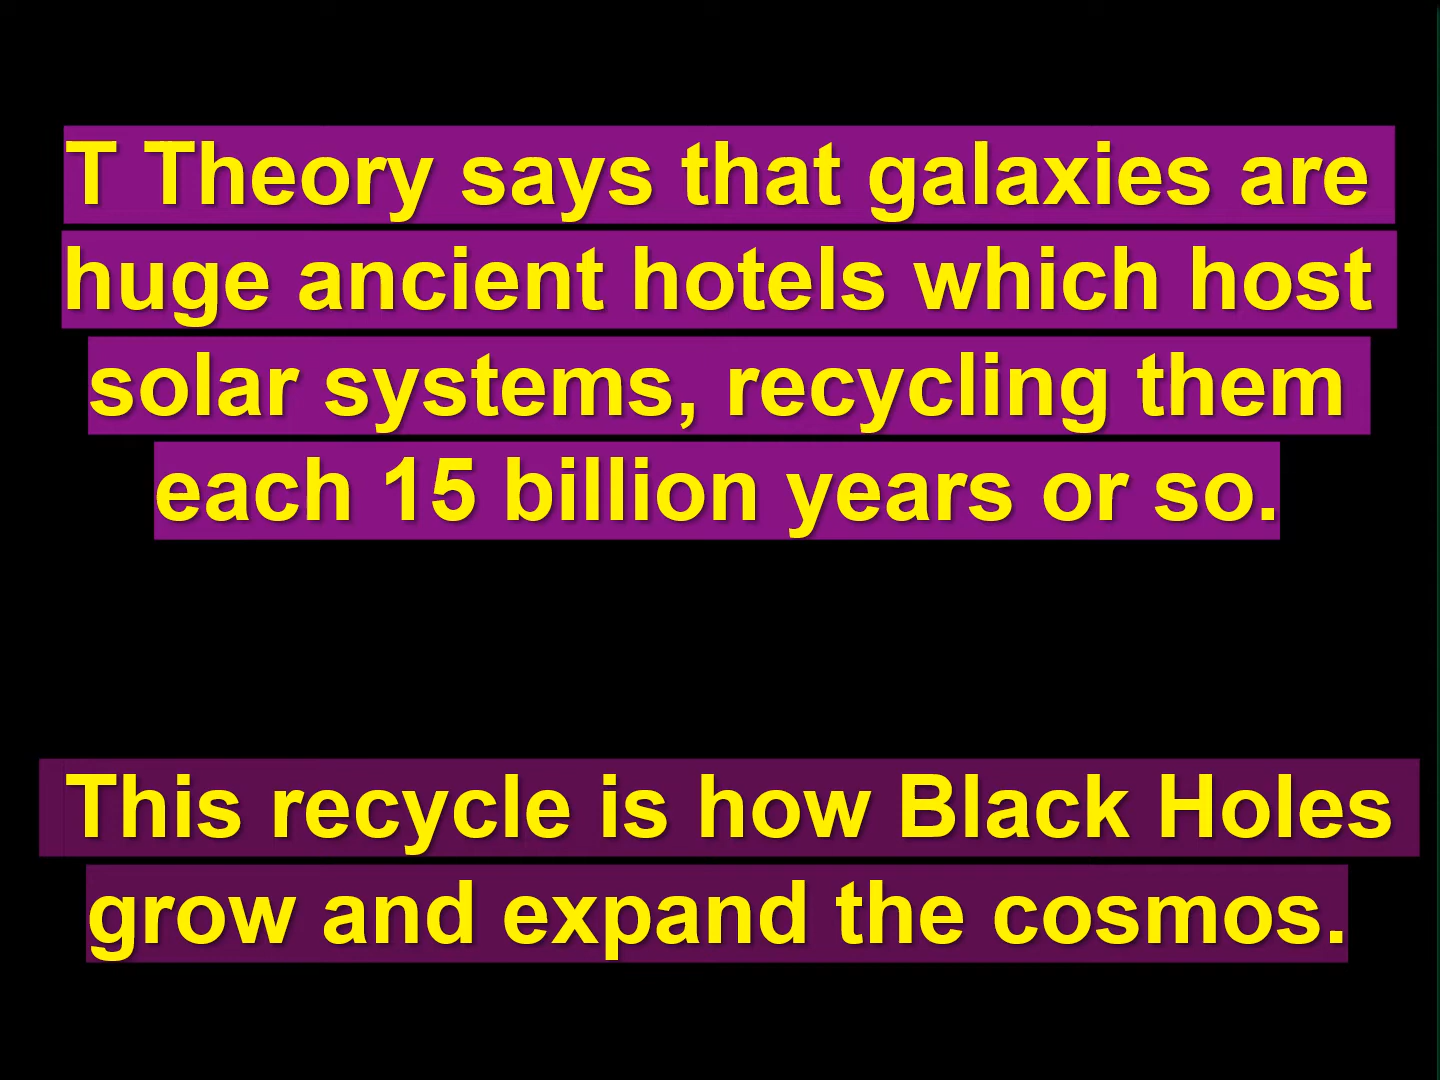 T Theory says that galaxies are
huge ancient hotels which host
solar systems, recycling them
each 15 billion years or so.
This recycle is how Black Holes
grow and expand the cosmos.